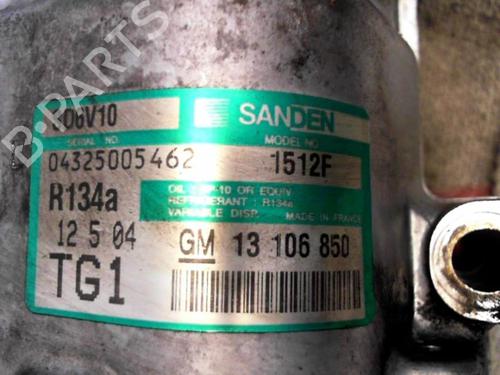 B-PARTS
SANDEN
SERIAL NO.
MODEL NO.
04325005462
1512F
R134a
OIL : SP-10 OR EQUIV.
REFRIGERANT : R134a
VARIABLE DISP. MADE IN FRANCE
12 5 04
GM 13 106 850
TG1